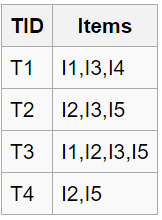 TID Items
T1 I1,I3,I4
T2 I2,I3,I5
T3 I1,I2,I3,I5
T4 I2,I5